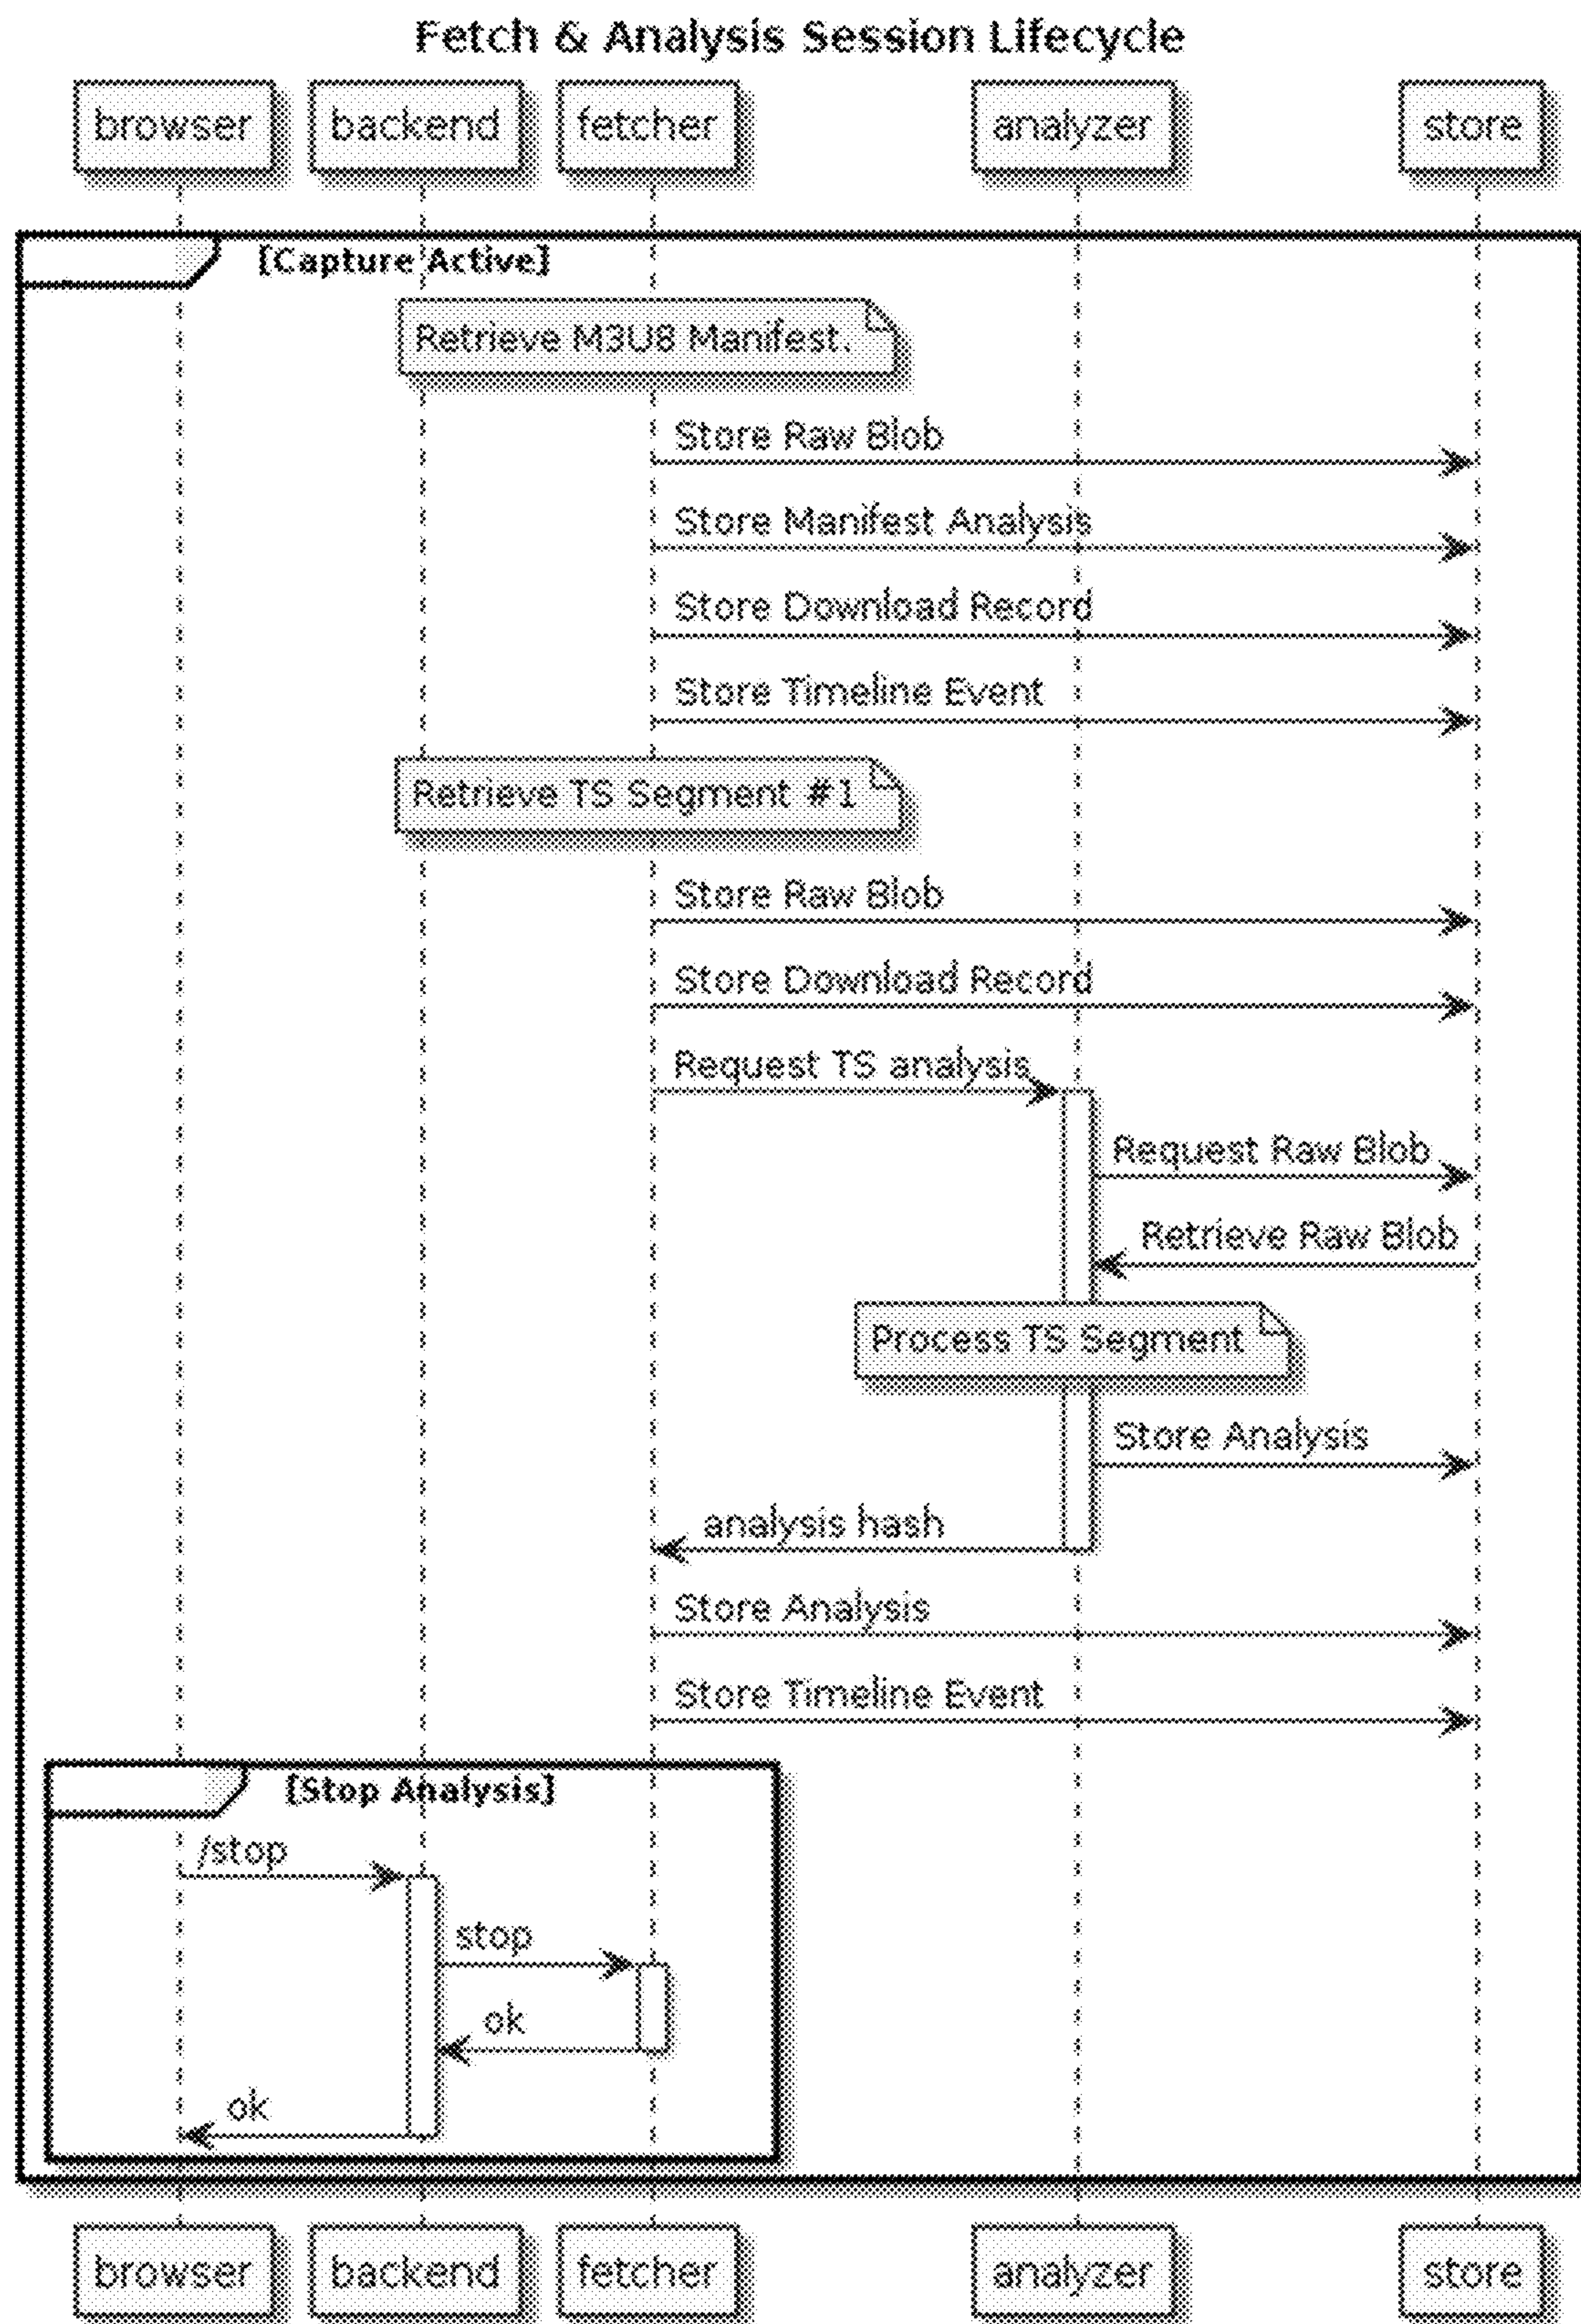 Fetch & Analysis Session Lifecycle
browser backend fetcher analyzer store
[Capture Active]
Retrieve M3U8 Manifest.
Store Raw Blob
Store Manifest Analysis
Store Download Record
Store Timeline Event
Retrieve TS Segment #1
Store Raw Blob
Store Download Record
Request TS analysis
Request Raw Blob
Retrieve Raw Blob
Process TS Segment
Store Analysis
analysis hash
Store Analysis
Store Timeline Event
[Stop Analysis]
/stop
stop
ok
ok
browser backend fetcher analyzer store